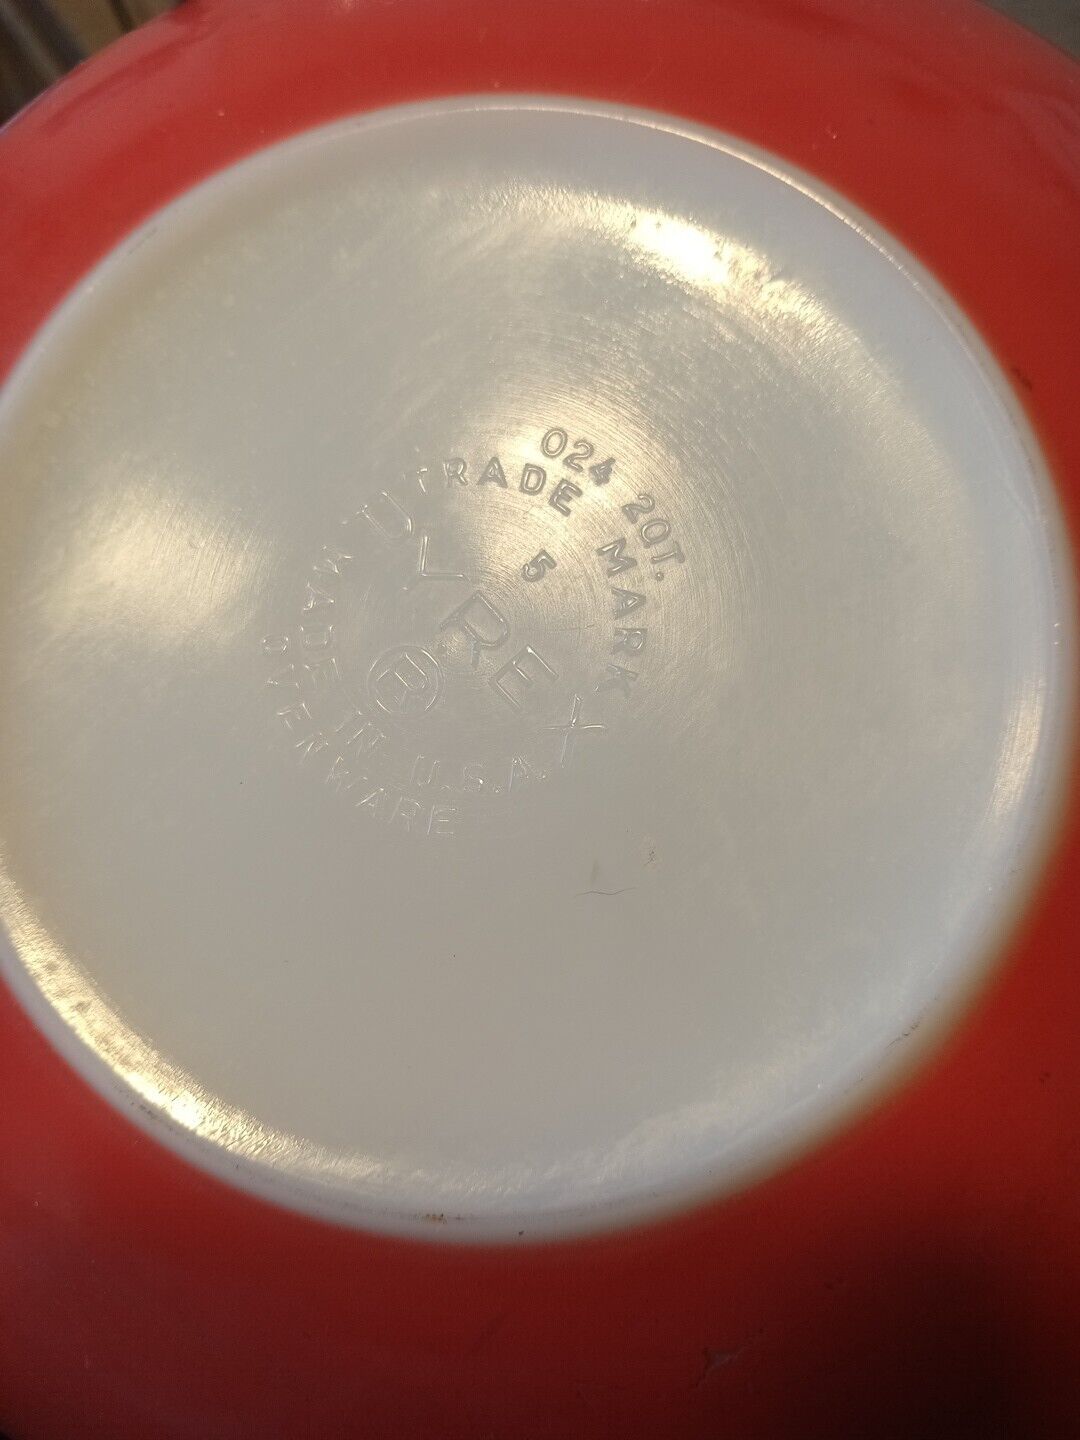 024 2QT.
TRADE MARK
5
PYREX
®
MADE IN U.S.A.
OVENWARE